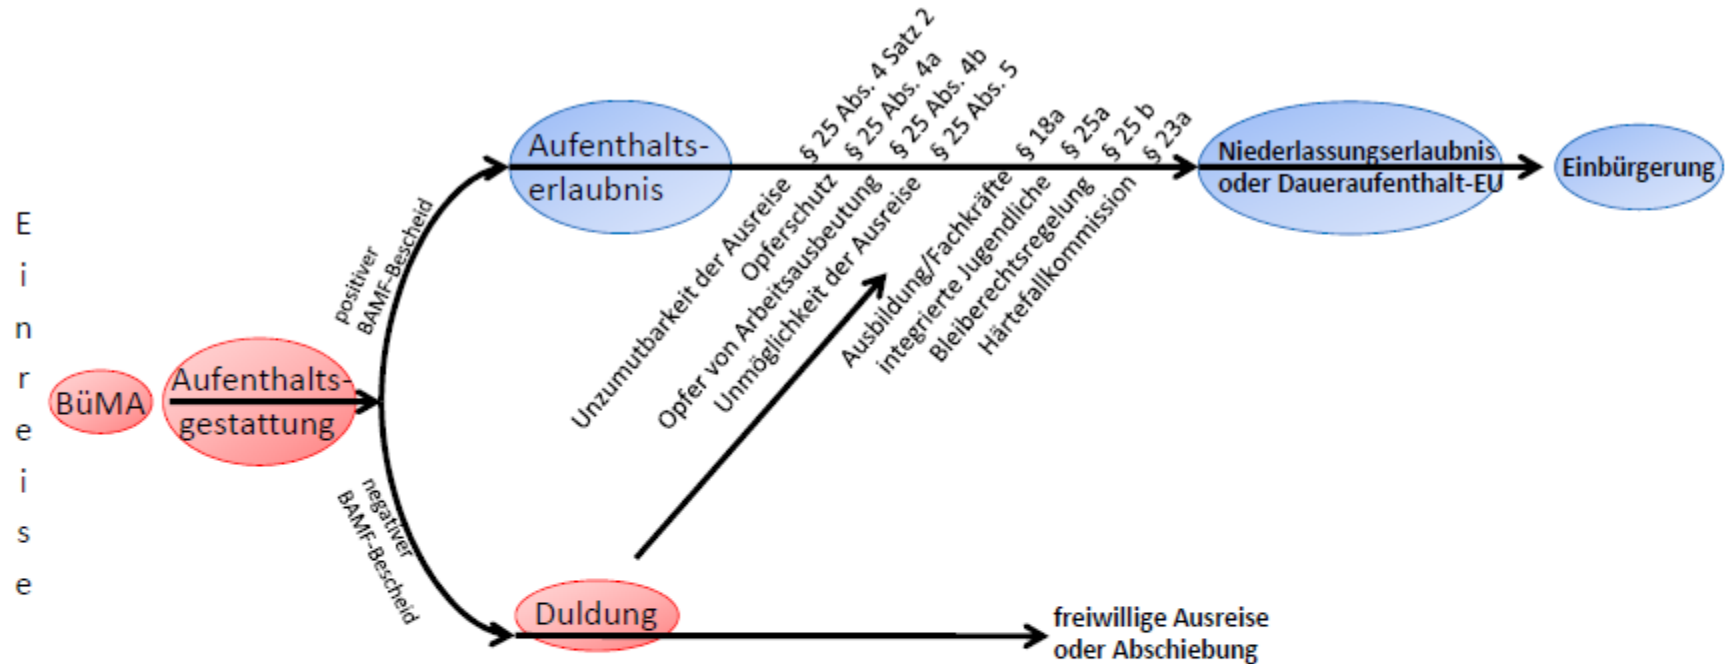 Einreise
BüMA
Aufenthalts-
gestattung
positiver
BAMF-Bescheid
negativer
BAMF-Bescheid
Aufenthalts-
erlaubnis
§ 25 Abs. 4 Satz 2
§ 25 Abs. 4a
§ 25 Abs. 4b
§ 25 Abs. 5
§ 18a
§ 25a
§ 25 b
§ 23a
Unzumutbarkeit der Ausreise
Opferschutz
Opfer von Arbeitsausbeutung
Unmöglichkeit der Ausreise
Ausbildung/Fachkräfte
integrierte Jugendliche
Bleiberechtsregelung
Härtefallkommission
Niederlassungserlaubnis
oder Daueraufenthalt-EU
Einbürgerung
Duldung
freiwillige Ausreise
oder Abschiebung